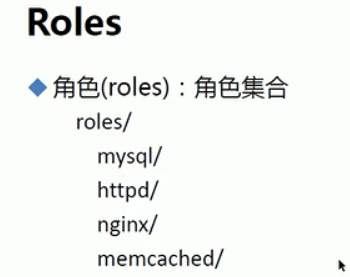 Roles
角色(roles)：角色集合
roles/
mysql/
httpd/
nginx/
memcached/